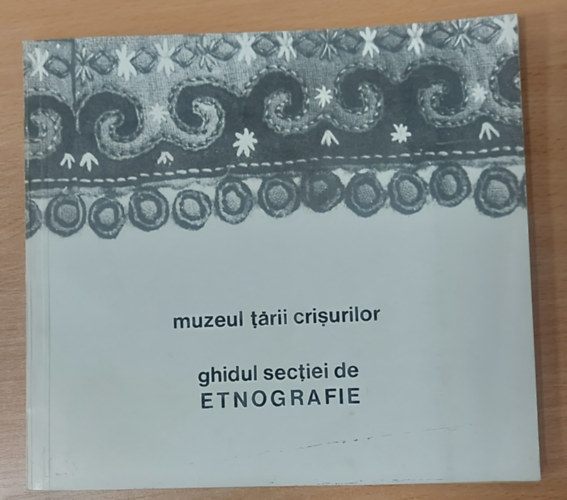 muzeul țării crișurilor
ghidul secției de
ETNOGRAFIE